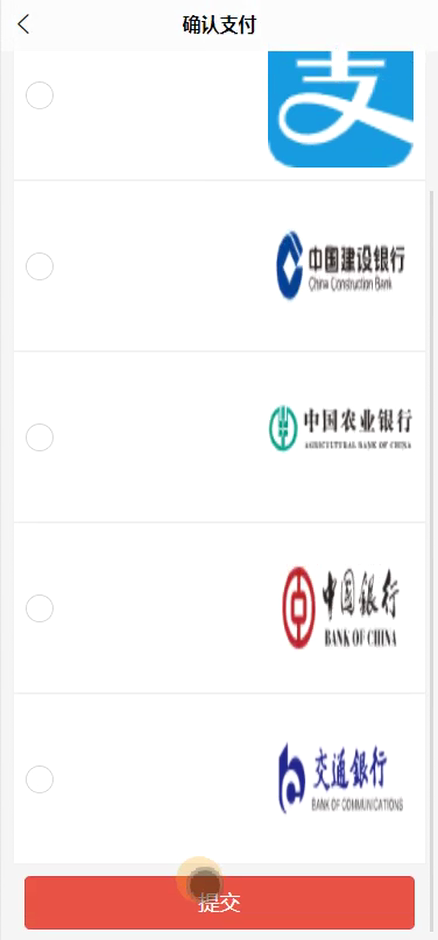 确认支付
支
中国建设银行
China Construction Bank
中国农业银行
AGRICULTURAL BANK OF CHINA
中国银行
BANK OF CHINA
交通银行
BANK OF COMMUNICATIONS
提交